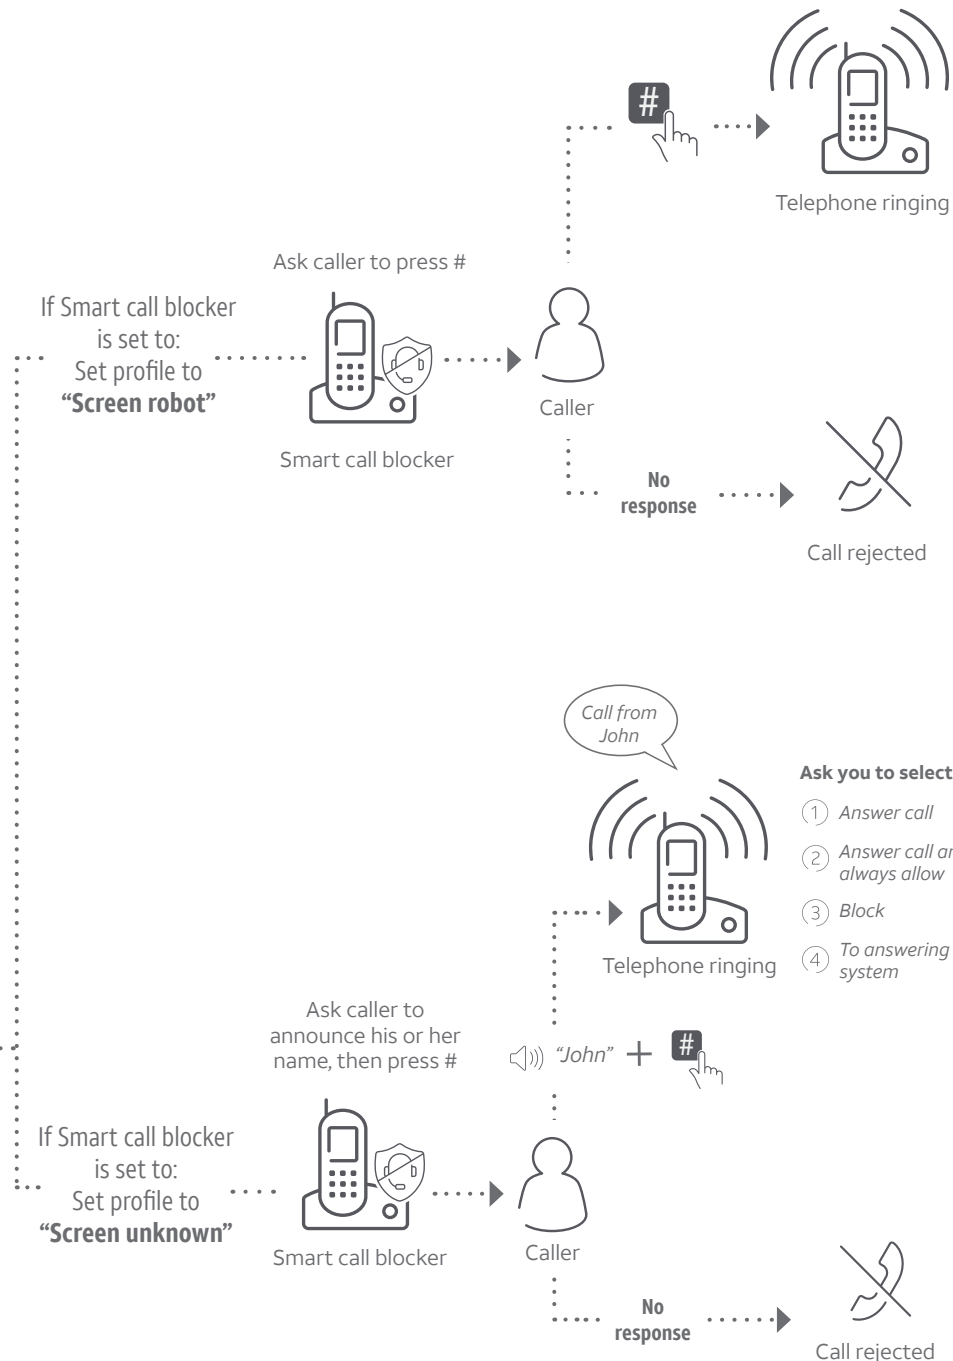 #
Telephone ringing
Ask caller to press #
If Smart call blocker
is set to:
Set profile to
“Screen robot”
Smart call blocker
Caller
No
response
Call rejected
Call from
John
Ask you to select
1 Answer call
2 Answer call
always allow
3 Block
4 To answering
system
Telephone ringing
Ask caller to
announce his or her
name, then press #
“John” + #
If Smart call blocker
is set to:
Set profile to
“Screen unknown”
Smart call blocker
Caller
No
response
Call rejected